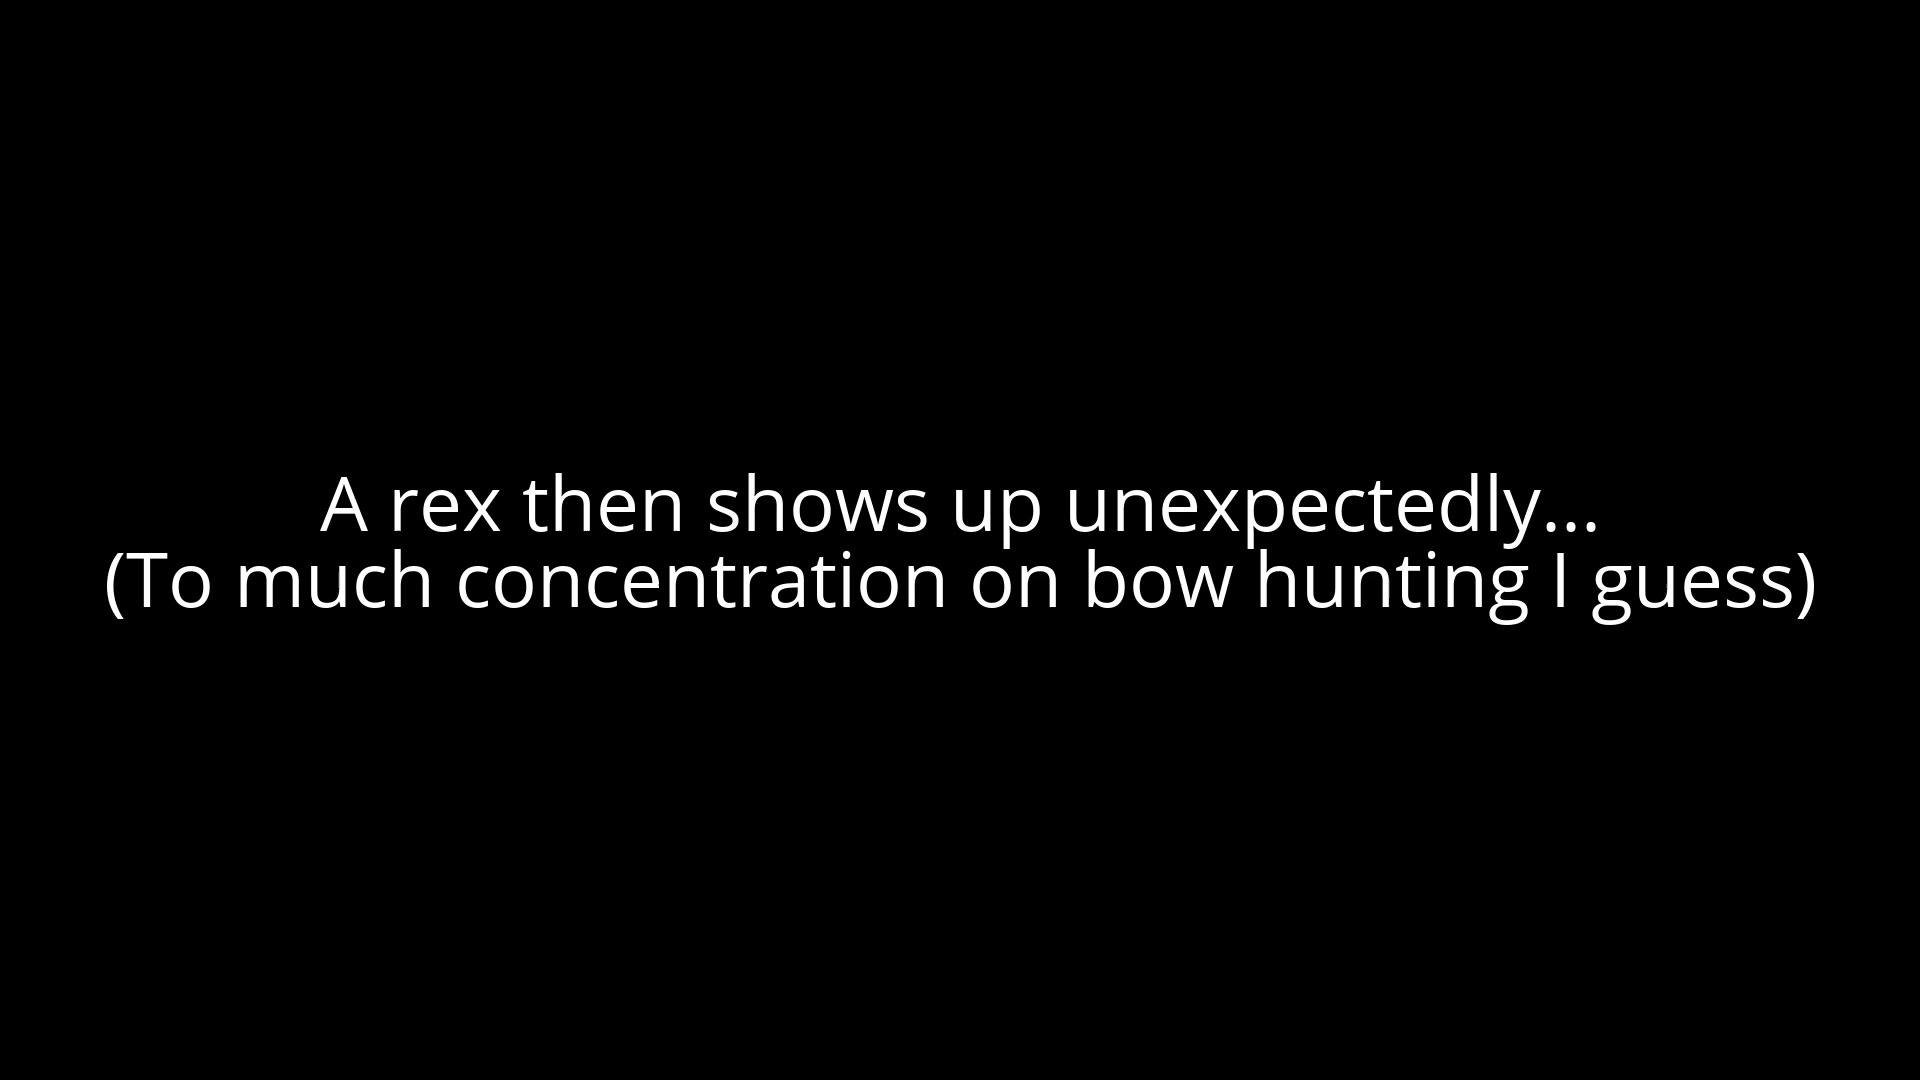 A rex then shows up unexpectedly...
(To much concentration on bow hunting I guess)